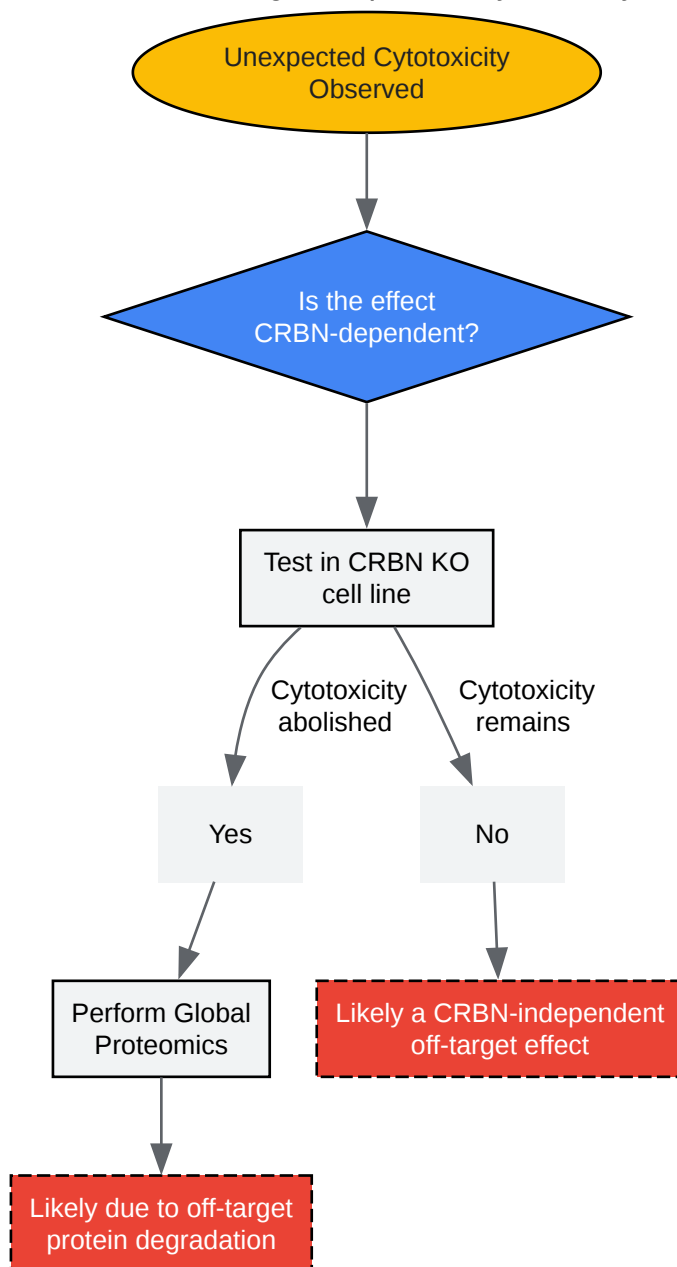 Unexpected Cytotoxicity
Observed
Is the effect
CRBN-dependent?
Test in CRBN KO
cell line
Cytotoxicity
abolished
Cytotoxicity
remains
Yes
No
Perform Global
Proteomics
Likely a CRBN-independent
off-target effect
Likely due to off-target
protein degradation